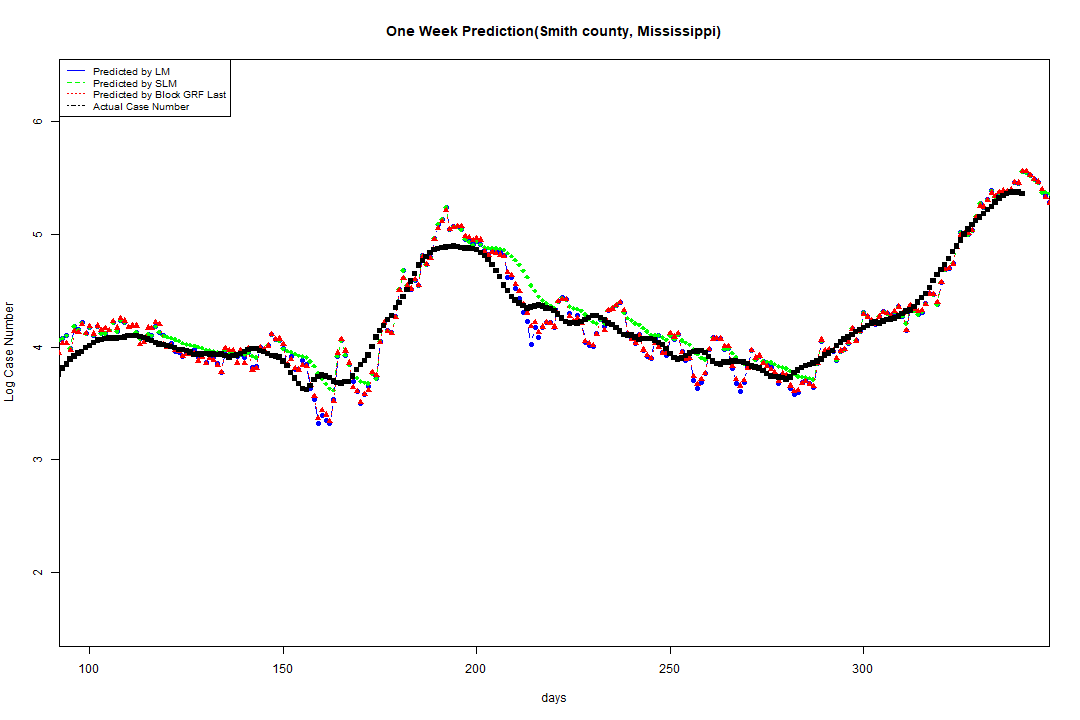 One Week Prediction(Smith county, Mississippi)
Predicted by LM
Predicted by SLM
Predicted by Block GRF Last
Actual Case Number
Log Case Number
6
5
4
3
2
100 150 200 250 300
days